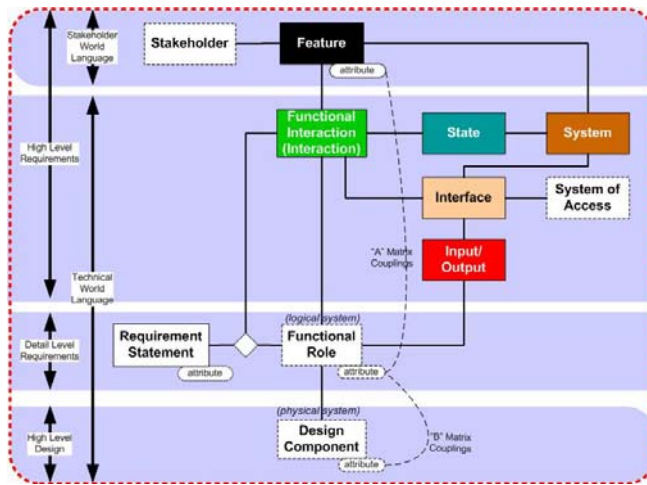 Stakeholder
World
Language
Stakeholder
Feature
attribute
High Level
Requirements
Functional
Interaction
(Interaction)
State
System
Interface
System of
Access
"A" Matrix
Couplings
Input/
Output
Technical
World
Language
(logical system)
Detail Level
Requirements
Requirement
Statement
attribute
Functional
Role
attribute
(physical system)
High Level
Design
Design
Component
attribute
"B" Matrix
Couplings